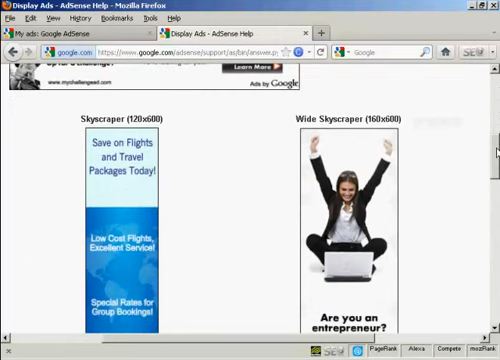 Display Ads - AdSense Help - Mozilla Firefox
File Edit View History Bookmarks Tools Help
My ads: Google AdSense
Display Ads - AdSense Help
google.com
https://www.google.com/adsense/support/as/bin/answer.p
Google
Learn More
www.mychallengead.com
Ads by Google
Skyscraper (120x600)
Wide Skyscraper (160x600)
Save on Flights
and Travel
Packages Today!
Low Cost Flights,
Excellent Service!
Special Rates for
Group Bookings!
Are you an
entrepreneur?
PageRank Alexa Compete mozRank